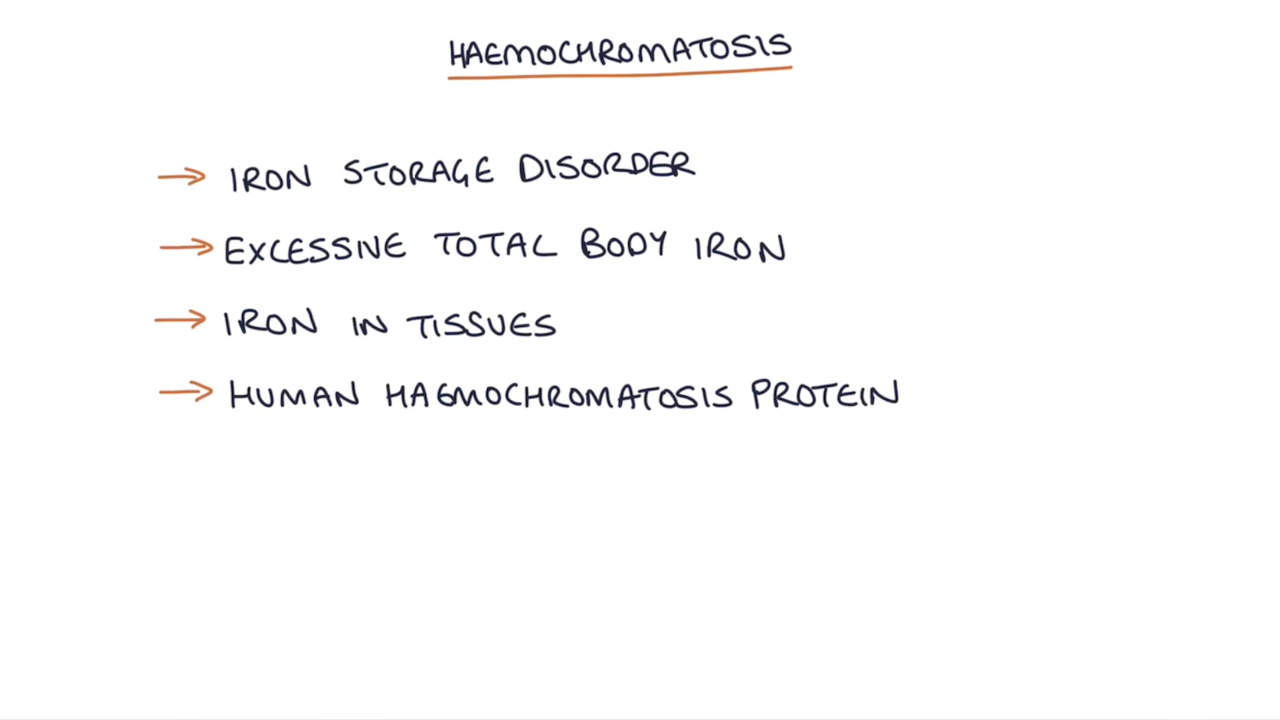 HAEMOCHROMATOSIS
→ IRON STORAGE DISORDER
→ EXCESSIVE TOTAL BODY IRON
→ IRON IN TISSUES
→ HUMAN HAEMOCHROMATOSIS PROTEIN